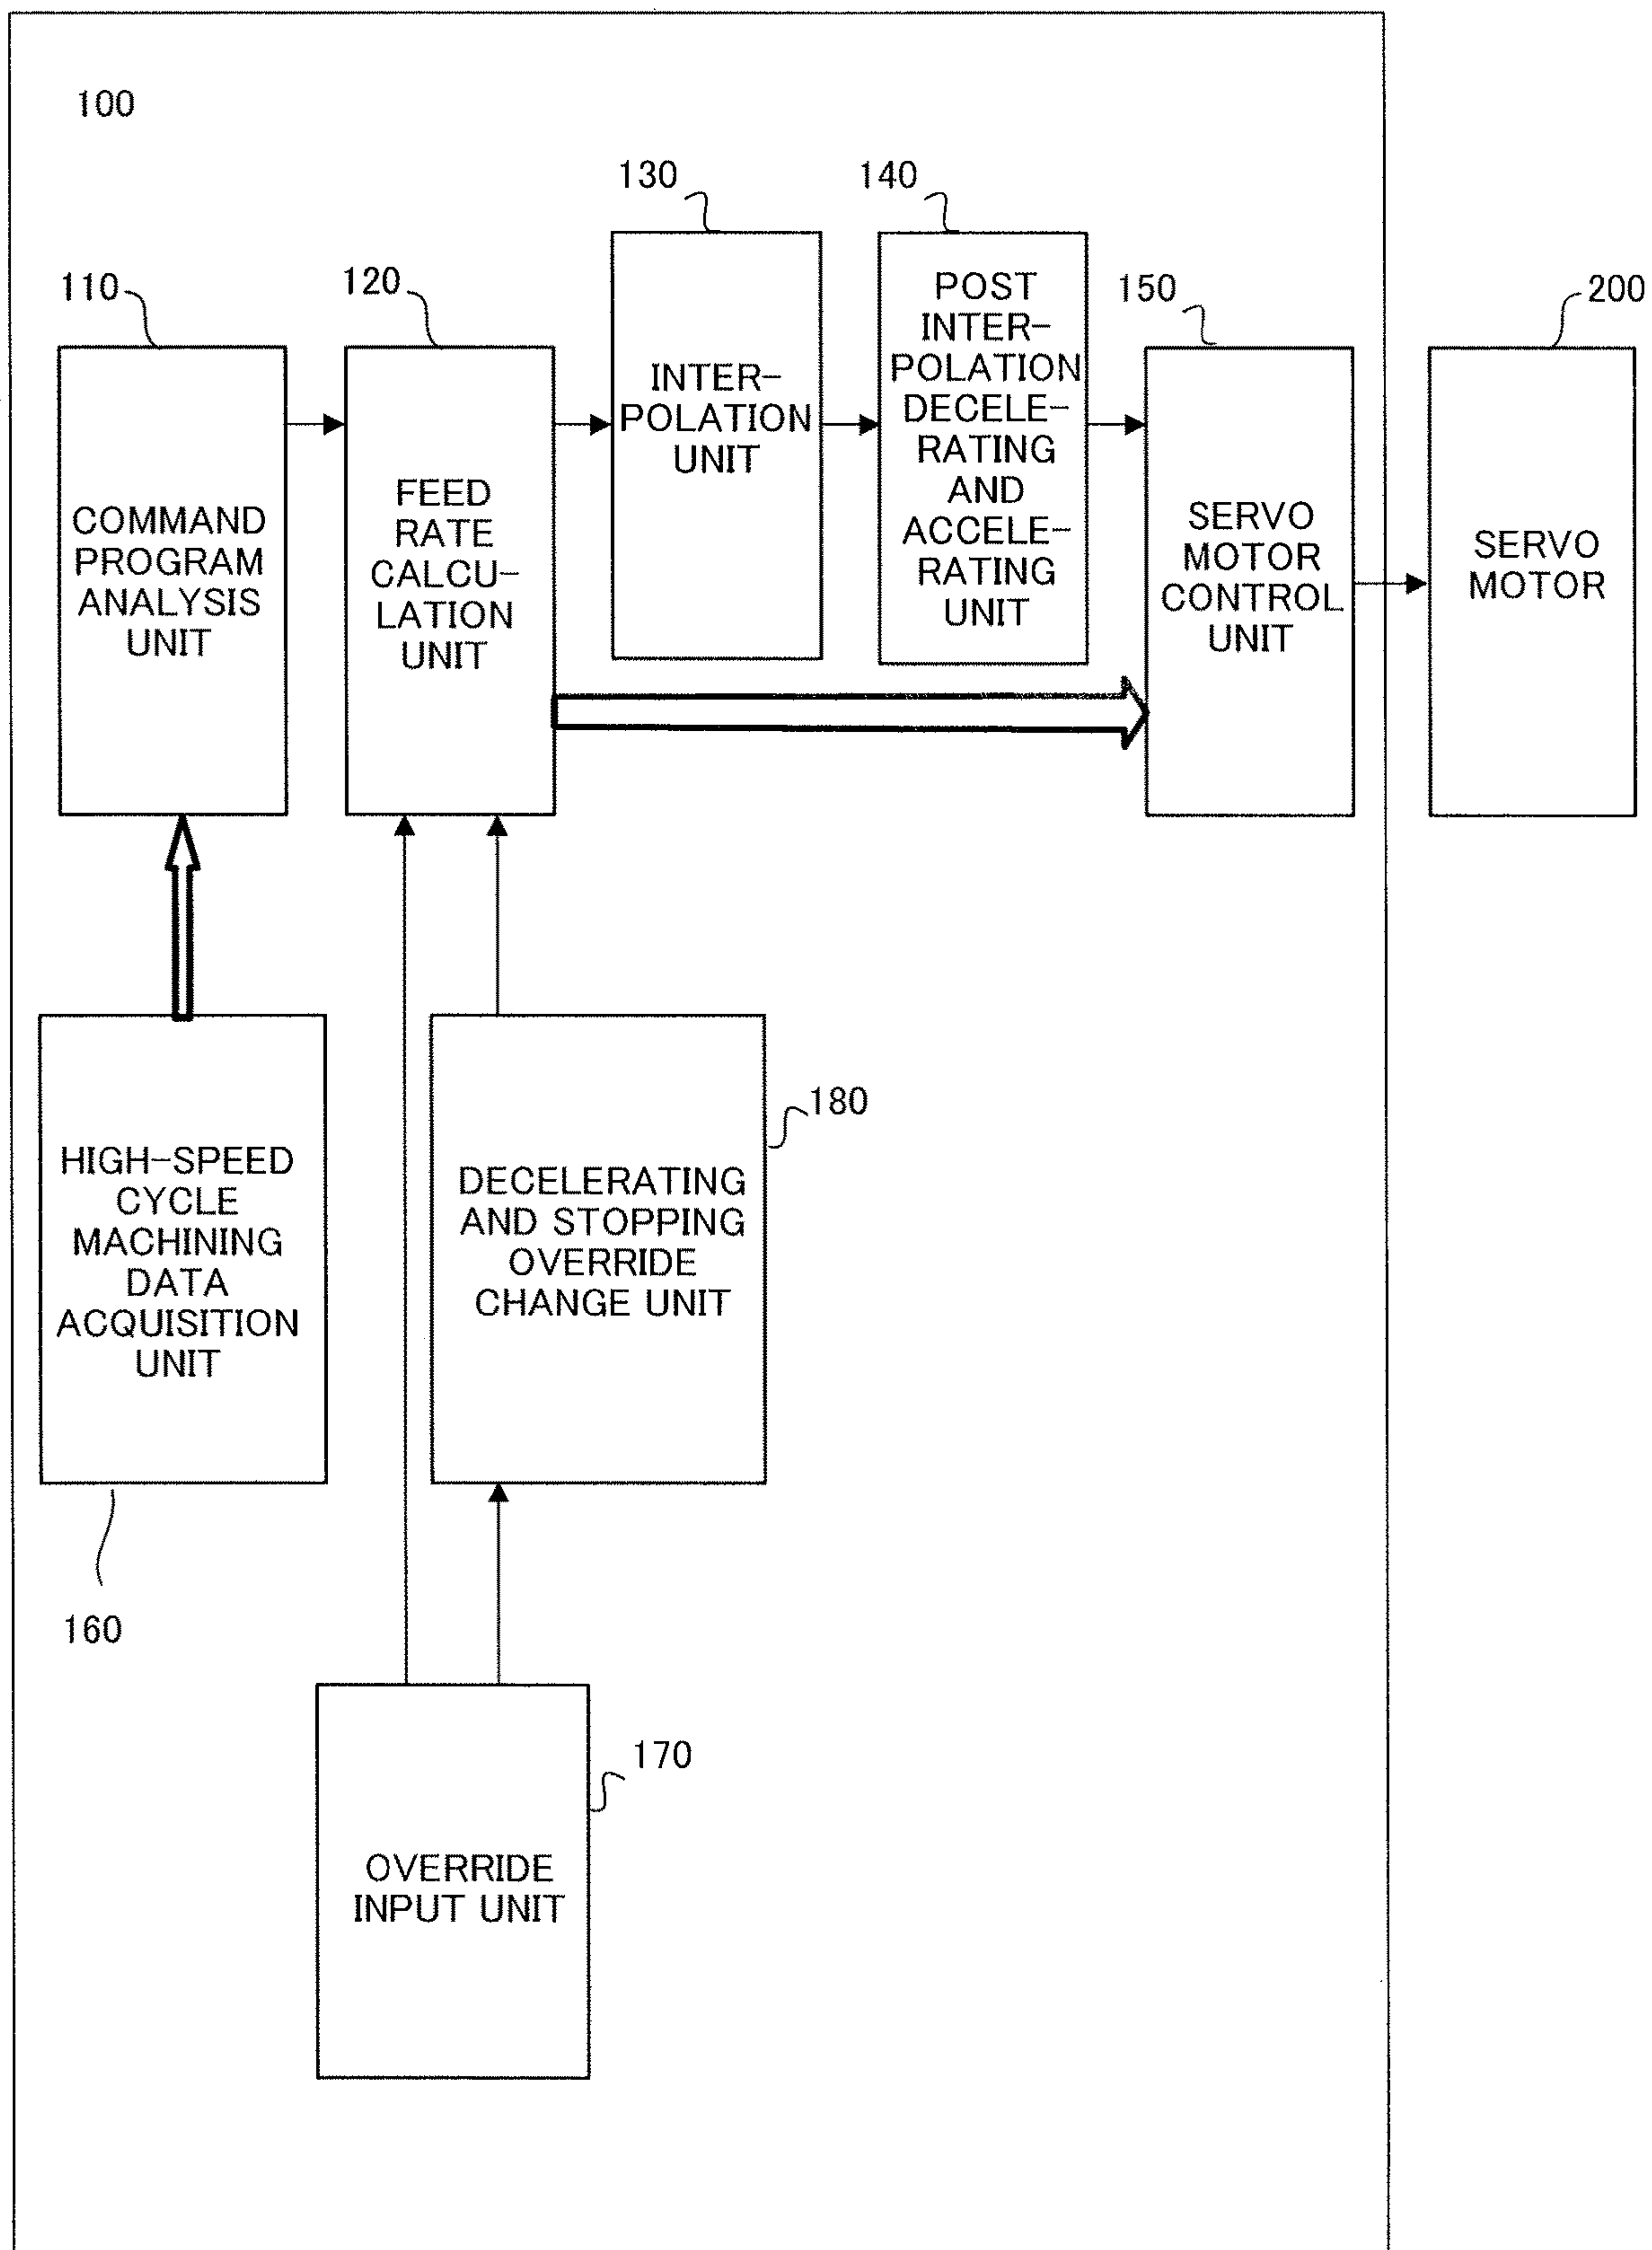 100
130
140
110
120
150
200
COMMAND
PROGRAM
ANALYSIS
UNIT
FEED
RATE
CALCU-
LATION
UNIT
INTER-
POLATION
UNIT
POST
INTER-
POLATION
DECELE-
RATING
AND
ACCELE-
RATING
UNIT
SERVO
MOTOR
CONTROL
UNIT
SERVO
MOTOR
HIGH-SPEED
CYCLE
MACHINING
DATA
ACQUISITION
UNIT
160
180
DECELERATING
AND STOPPING
OVERRIDE
CHANGE UNIT
170
OVERRIDE
INPUT UNIT